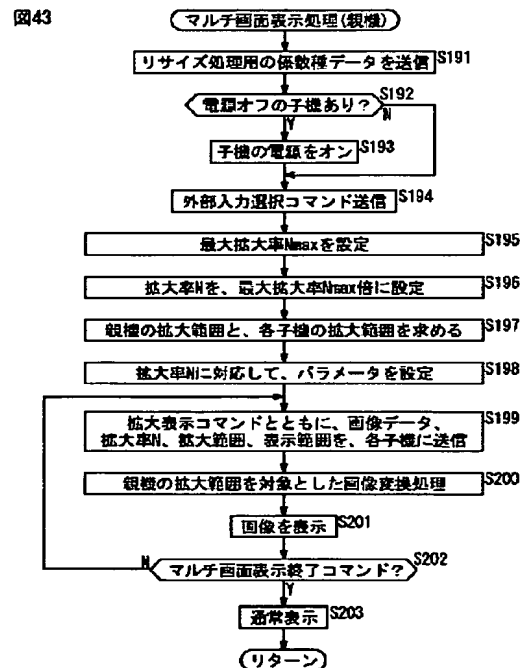 図43
マルチ画面表示処理(親機)
リサイズ処理用の係数種データを送信 S191
電源オフの子機あり? S192
Y N
子機の電源をオン S193
外部入力選択コマンド送信 S194
最大拡大率Nmaxを設定 S195
拡大率Nを、最大拡大率Nmax倍に設定 S196
親機の拡大範囲と、各子機の拡大範囲を求める S197
拡大率Nに対応して、パラメータを設定 S198
拡大表示コマンドとともに、画像データ、 S199
拡大率N、拡大範囲、表示範囲を、各子機に送信
親機の拡大範囲を対象とした画像変換処理 S200
画像を表示 S201
N マルチ画面表示終了コマンド? S202
Y
通常表示 S203
リターン